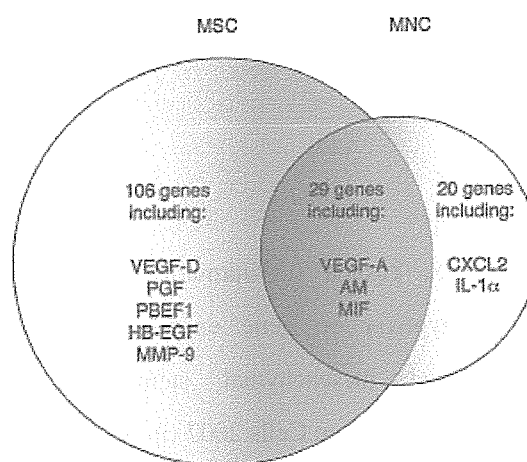 MSC
MNC
106 genes
including:
VEGF-D
PGF
PBEF1
HB-EGF
MMP-9
29 genes
including:
VEGF-A
AM
MIF
20 genes
including:
CXCL2
IL-1α